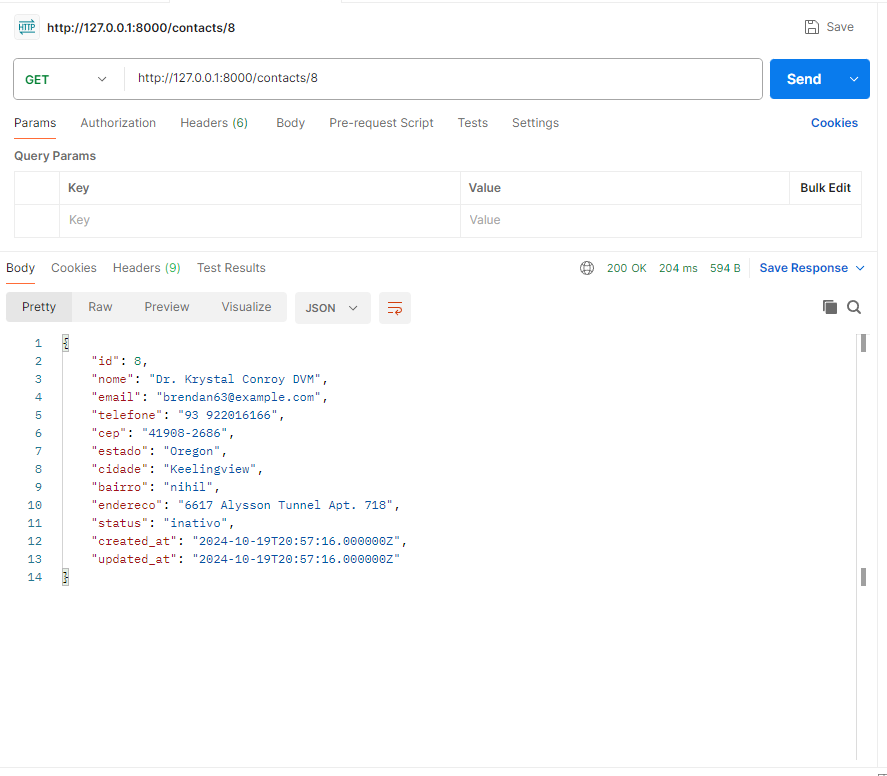 HTTP http://127.0.0.1:8000/contacts/8 Save
GET http://127.0.0.1:8000/contacts/8 Send
Params Authorization Headers (6) Body Pre-request Script Tests Settings Cookies
Query Params
Key Value Bulk Edit
Key Value
Body Cookies Headers (9) Test Results 200 OK 204 ms 594 B Save Response
Pretty Raw Preview Visualize JSON
1 {
2 "id": 8,
3 "nome": "Dr. Krystal Conroy DVM",
4 "email": "brendan63@example.com",
5 "telefone": "93 922016166",
6 "cep": "41908-2686",
7 "estado": "Oregon",
8 "cidade": "Keelingview",
9 "bairro": "nihil",
10 "endereco": "6617 Alysson Tunnel Apt. 718",
11 "status": "inativo",
12 "created_at": "2024-10-19T20:57:16.000000Z",
13 "updated_at": "2024-10-19T20:57:16.000000Z"
14 }